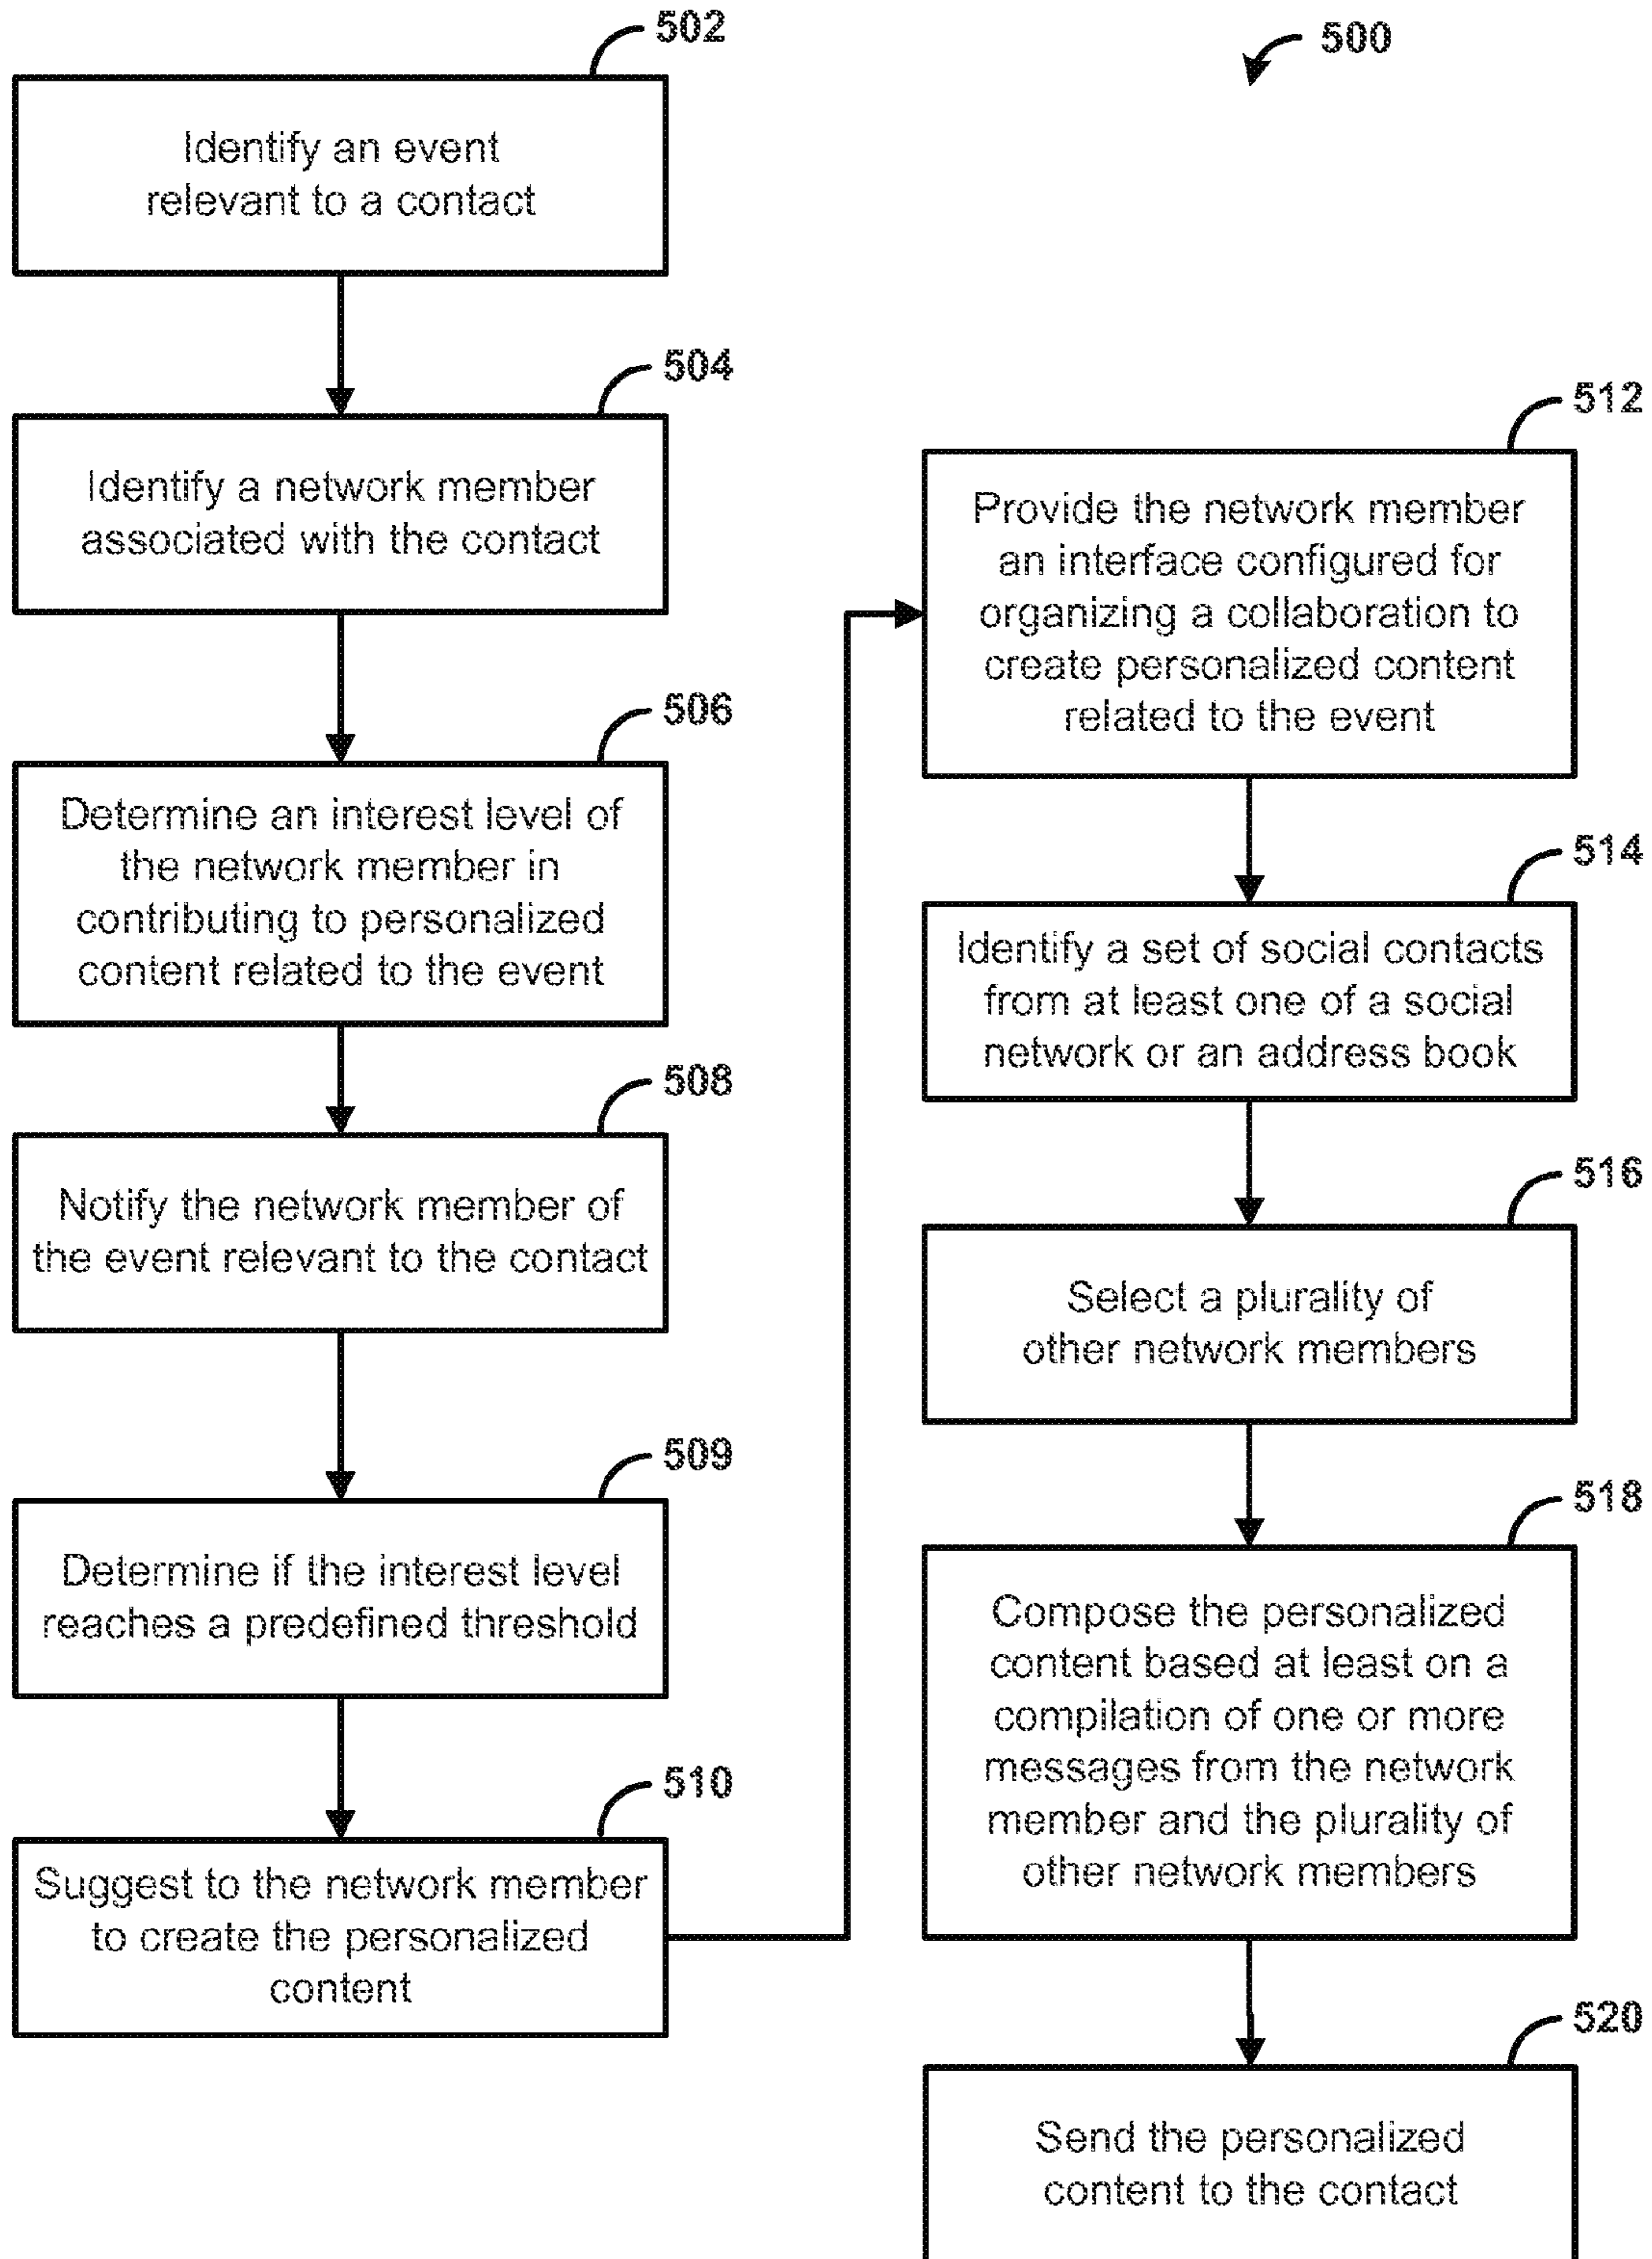 502
500
Identify an event
relevant to a contact
504
Identify a network member
associated with the contact
506
Determine an interest level of
the network member in
contributing to personalized
content related to the event
508
Notify the network member of
the event relevant to the contact
509
Determine if the interest level
reaches a predefined threshold
510
Suggest to the network member
to create the personalized
content
512
Provide the network member
an interface configured for
organizing a collaboration to
create personalized content
related to the event
514
Identify a set of social contacts
from at least one of a social
network or an address book
516
Select a plurality of
other network members
518
Compose the personalized
content based at least on a
compilation of one or more
messages from the network
member and the plurality of
other network members
520
Send the personalized
content to the contact